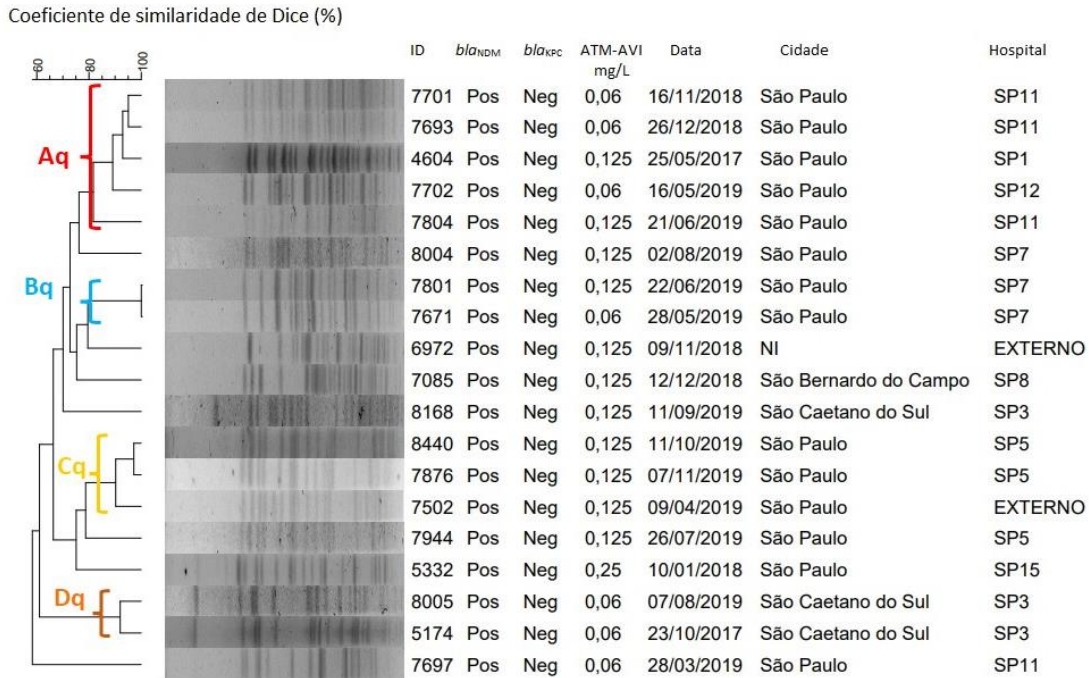 Coeficiente de similaridade de Dice (%)
60 80 100
ID blaNDM blaKPC ATM-AVI mg/L Data Cidade Hospital
7701 Pos Neg 0,06 16/11/2018 São Paulo SP11
7693 Pos Neg 0,06 26/12/2018 São Paulo SP11
Aq
4604 Pos Neg 0,125 25/05/2017 São Paulo SP1
7702 Pos Neg 0,06 16/05/2019 São Paulo SP12
7804 Pos Neg 0,125 21/06/2019 São Paulo SP11
8004 Pos Neg 0,125 02/08/2019 São Paulo SP7
Bq
7801 Pos Neg 0,125 22/06/2019 São Paulo SP7
7671 Pos Neg 0,06 28/05/2019 São Paulo SP7
6972 Pos Neg 0,125 09/11/2018 NI EXTERNO
7085 Pos Neg 0,125 12/12/2018 São Bernardo do Campo SP8
8168 Pos Neg 0,125 11/09/2019 São Caetano do Sul SP3
8440 Pos Neg 0,125 11/10/2019 São Paulo SP5
Cq
7876 Pos Neg 0,125 07/11/2019 São Paulo SP5
7502 Pos Neg 0,125 09/04/2019 São Paulo EXTERNO
7944 Pos Neg 0,125 26/07/2019 São Paulo SP5
5332 Pos Neg 0,25 10/01/2018 São Paulo SP15
Dq
8005 Pos Neg 0,06 07/08/2019 São Caetano do Sul SP3
5174 Pos Neg 0,06 23/10/2017 São Caetano do Sul SP3
7697 Pos Neg 0,06 28/03/2019 São Paulo SP11